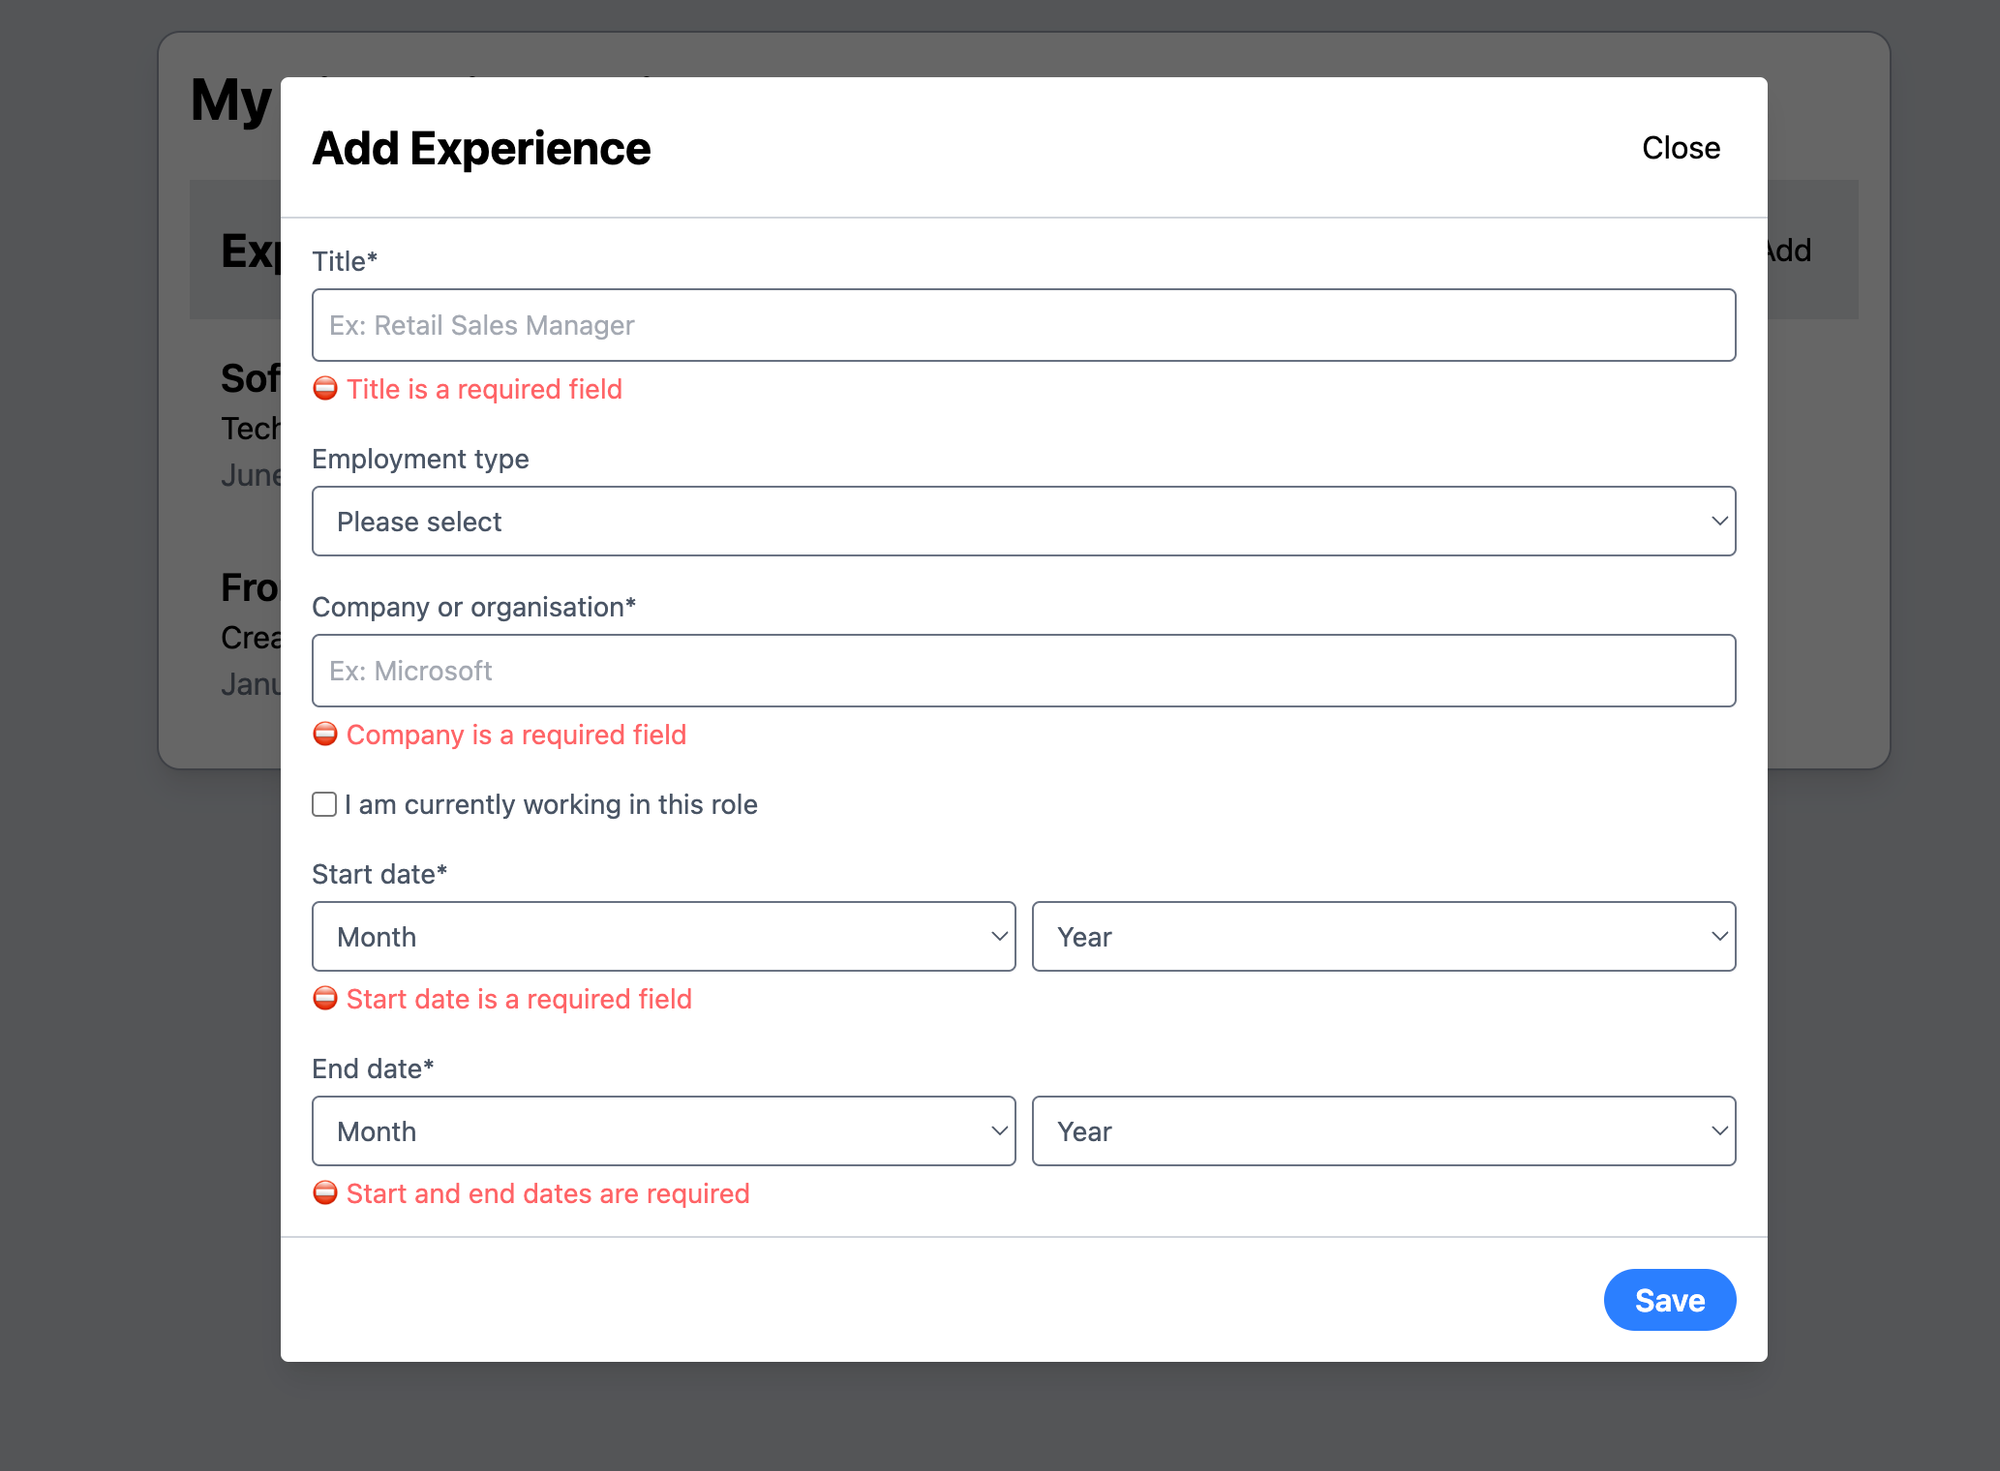 My
Add Experience
Close
Exp
Add
Title*
Ex: Retail Sales Manager
⛔ Title is a required field
Sof
Tech
June
Employment type
Please select
Company or organisation*
Ex: Microsoft
⛔ Company is a required field
Fro
Crea
Janu
I am currently working in this role
Start date*
Month
Year
⛔ Start date is a required field
End date*
Month
Year
⛔ Start and end dates are required
Save